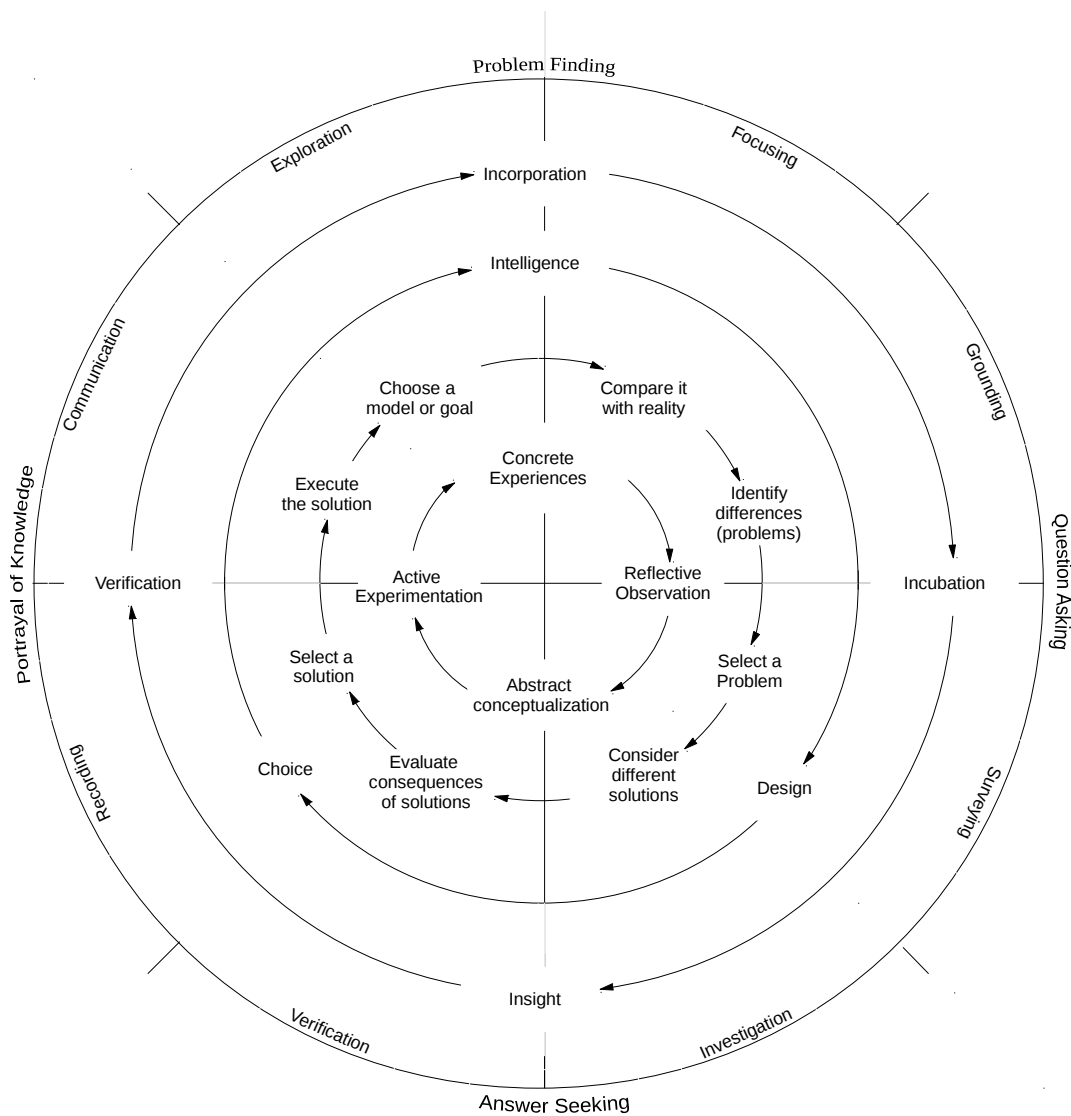 Problem Finding
Exploration
Focusing
Incorporation
Intelligence
Communication
Grounding
Choose a
model or goal
Compare it
with reality
Concrete
Experiences
Execute
the solution
Identify
differences
(problems)
Portrayal of Knowledge
Verification
Active
Experimentation
Reflective
Observation
Incubation
Question Asking
Select a
solution
Abstract
conceptualization
Select a
Problem
Recording
Choice
Evaluate
consequences
of solutions
Consider
different
solutions
Design
Surveying
Insight
Verification
Investigation
Answer Seeking